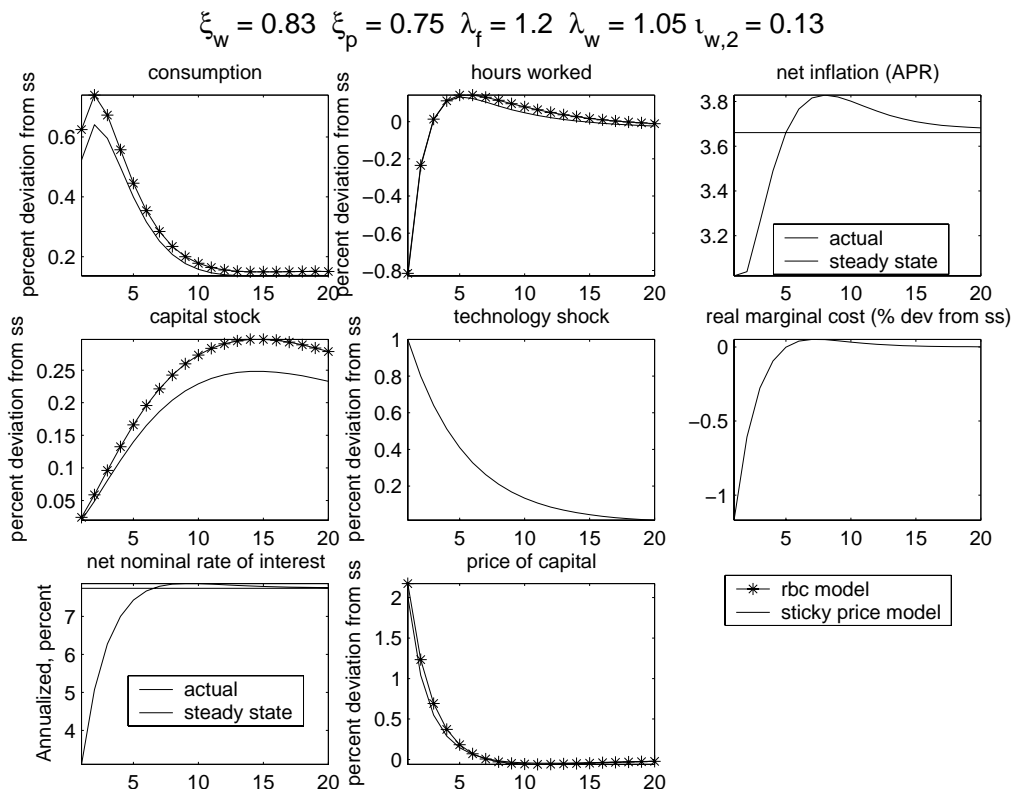 ξw = 0.83 ξp = 0.75 λf = 1.2 λw = 1.05 ιw,2 = 0.13
consumption
percent deviation from ss
0.6
0.4
0.2
5 10 15 20
hours worked
percent deviation from ss
0
−0.2
−0.4
−0.6
−0.8
5 10 15 20
net inflation (APR)
3.8
3.6
3.4
3.2
actual
steady state
5 10 15 20
capital stock
percent deviation from ss
0.25
0.2
0.15
0.1
0.05
5 10 15 20
technology shock
percent deviation from ss
1
0.8
0.6
0.4
0.2
5 10 15 20
real marginal cost (% dev from ss)
0
−0.5
−1
5 10 15 20
net nominal rate of interest
Annualized, percent
7
6
5
4
actual
steady state
5 10 15 20
price of capital
percent deviation from ss
2
1.5
1
0.5
0
5 10 15 20
rbc model
sticky price model